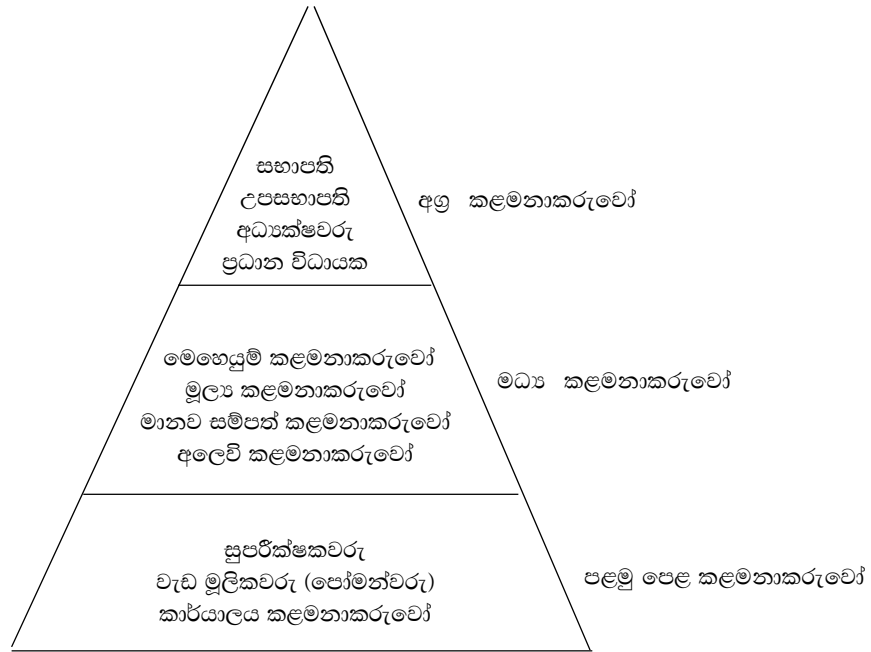 සභාපති
උපසභාපති
අධ්‍යක්ෂවරු
ප්‍රධාන විධායක
අග්‍ර කළමනාකරුවෝ
මෙහෙයුම් කළමනාකරුවෝ
මූල්‍ය කළමනාකරුවෝ
මානව සම්පත් කළමනාකරුවෝ
අලෙවි කළමනාකරුවෝ
මධ්‍ය කළමනාකරුවෝ
සුපරීක්ෂකවරු
වැඩ මූලිකවරු (පෝමන්වරු)
කාර්යාලය කළමනාකරුවෝ
පළමු පෙළ කළමනාකරුවෝ